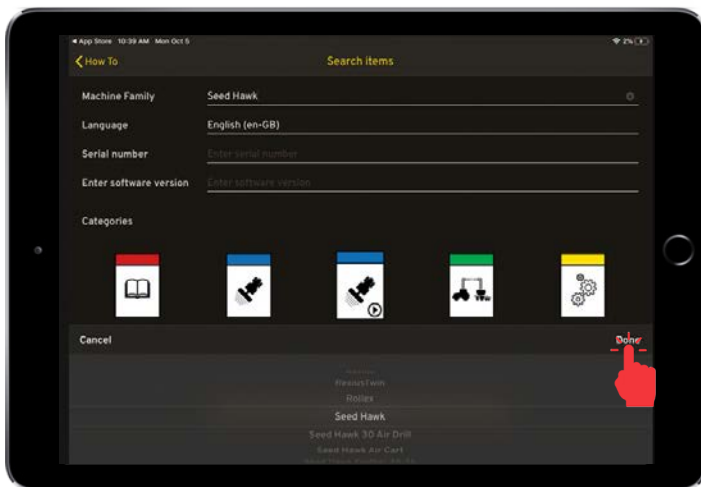 App Store 10:39 AM Mon Oct 5 2%
How To
Search items
Machine Family Seed Hawk
Language English (en-GB)
Serial number Enter serial number
Enter software version Enter software version
Categories
Cancel Done
RexiusTwin
Rollex
Seed Hawk
Seed Hawk 30 Air Drill
Seed Hawk Air Cart